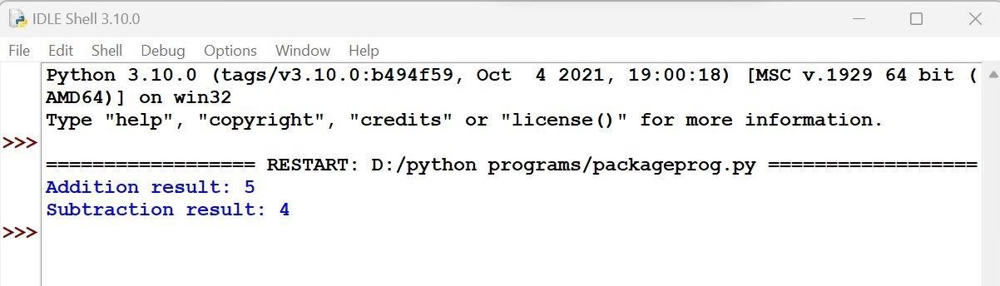 IDLE Shell 3.10.0
File Edit Shell Debug Options Window Help
Python 3.10.0 (tags/v3.10.0:b494f59, Oct  4 2021, 19:00:18) [MSC v.1929 64 bit (
AMD64)] on win32
Type "help", "copyright", "credits" or "license()" for more information.
>>>
================== RESTART: D:/python programs/packageprog.py ==================
Addition result: 5
Subtraction result: 4
>>>